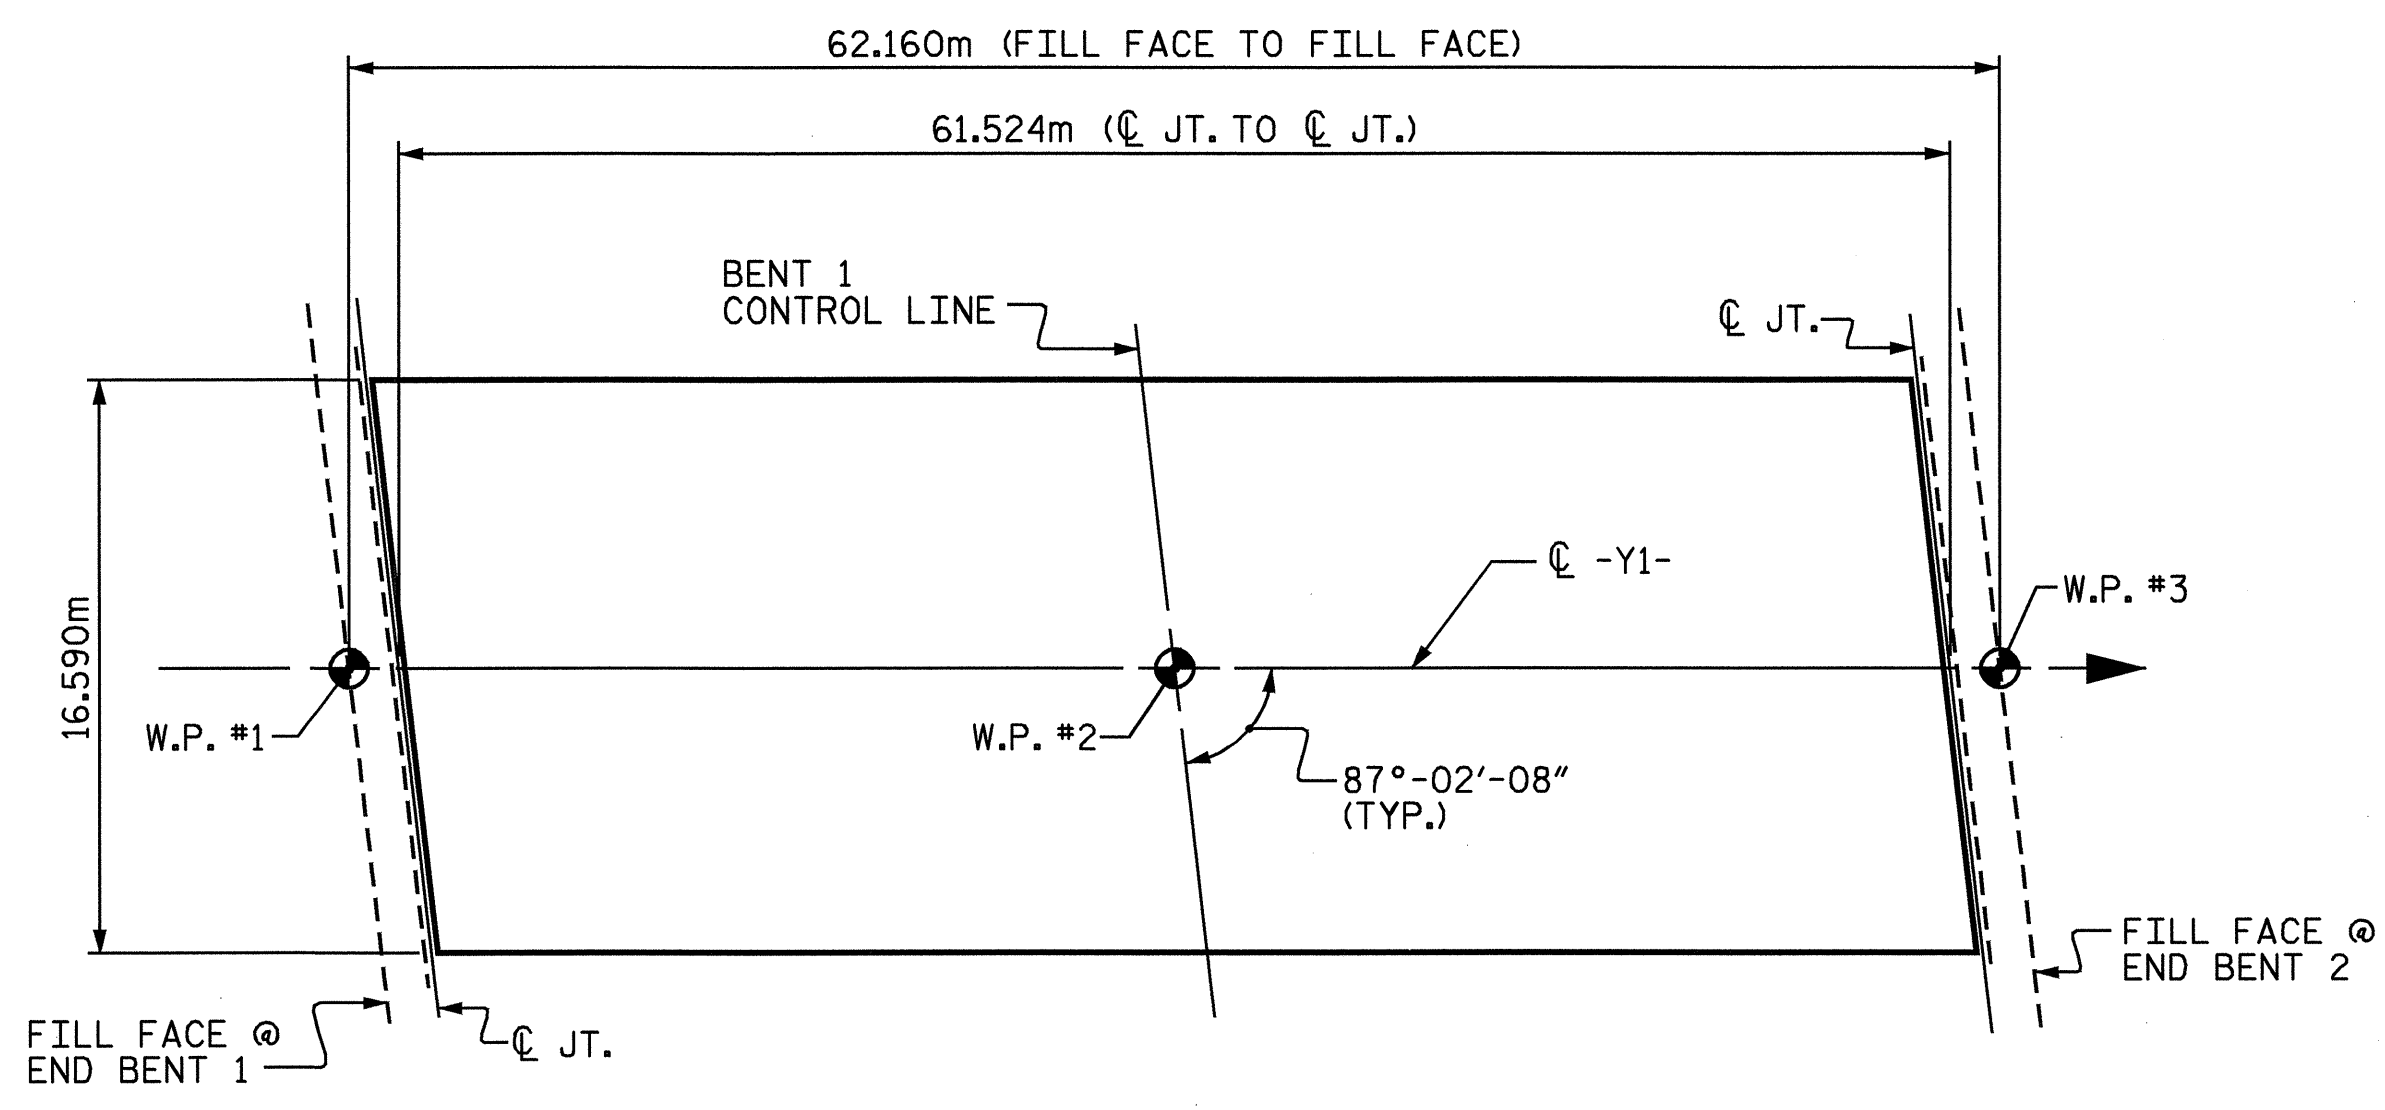 62.160m (FILL FACE TO FILL FACE)
61.524m (℄ JT. TO ℄ JT.)
BENT 1
CONTROL LINE
℄ JT.
℄ -Y1-
W.P. #3
16.590m
W.P. #1
W.P. #2
87°-02'-08"
(TYP.)
FILL FACE @
END BENT 2
FILL FACE @
END BENT 1
℄ JT.